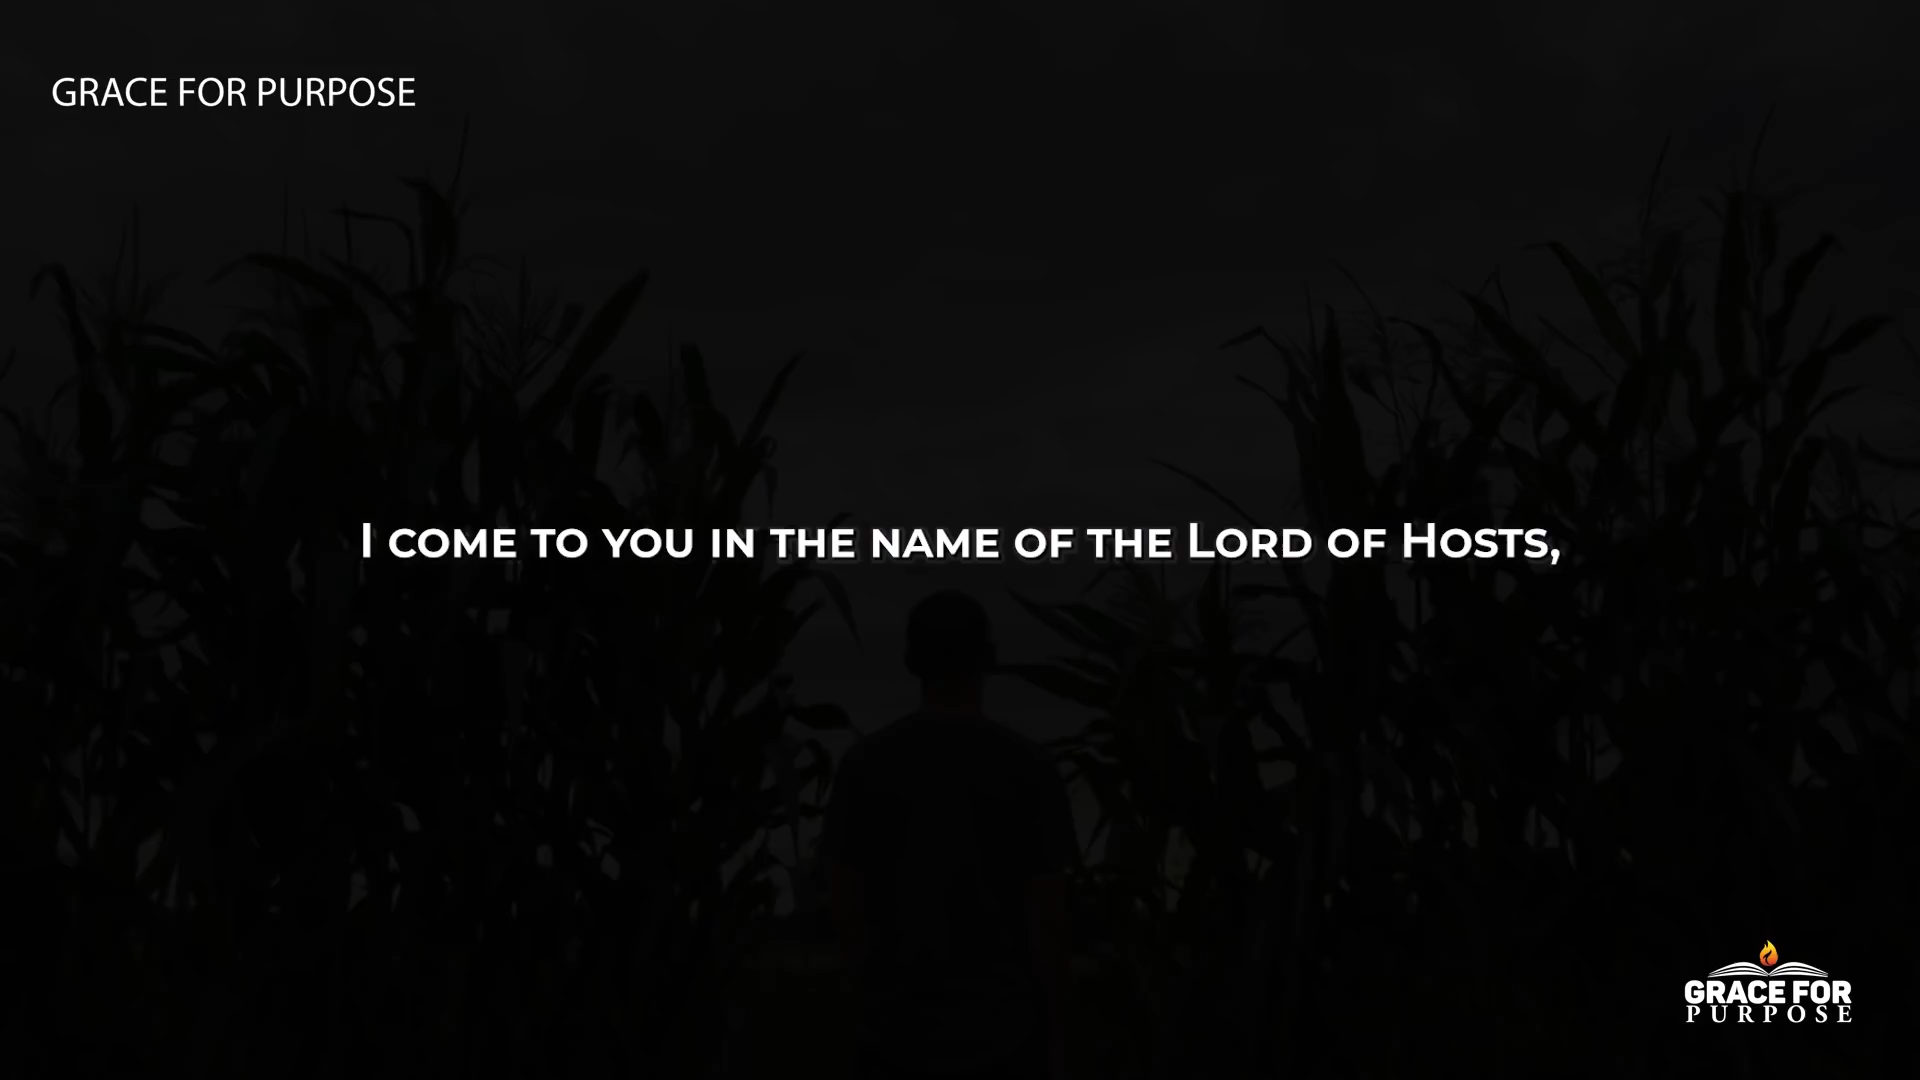 GRACE FOR PURPOSE
I come to you in the name of the Lord of Hosts,
GRACE FOR
PURPOSE